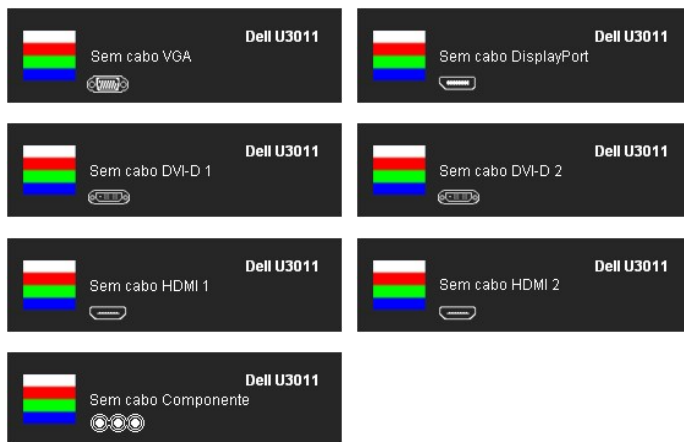 Dell U3011
Sem cabo VGA
Dell U3011
Sem cabo DisplayPort
Dell U3011
Sem cabo DVI-D 1
Dell U3011
Sem cabo DVI-D 2
Dell U3011
Sem cabo HDMI 1
Dell U3011
Sem cabo HDMI 2
Dell U3011
Sem cabo Componente